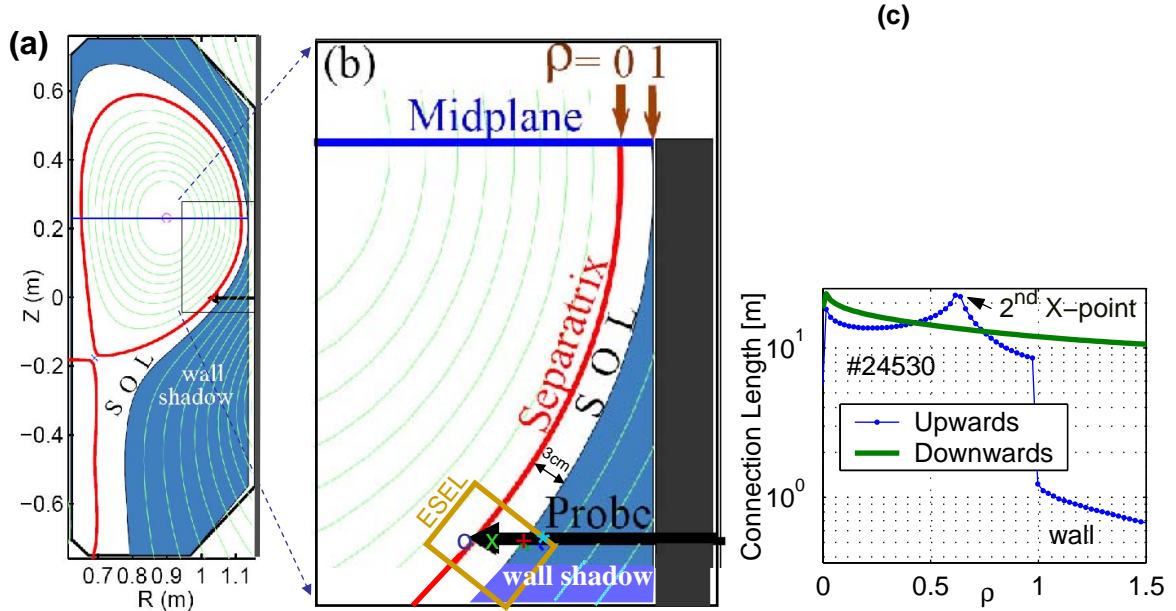 (a)
0.6
0.4
0.2
0
−0.2
−0.4
−0.6
Z (m)
0.7 0.8 0.9 1 1.1
R (m)
S O L
wall
shadow
(b)
ρ= 0 1
Midplane
Separatrix
S O L
3cm
ESEL
Probe
wall shadow
(c)
Connection Length [m]
10¹
10⁰
2nd X−point
#24530
Upwards
Downwards
wall
0 0.5 1 1.5
ρ